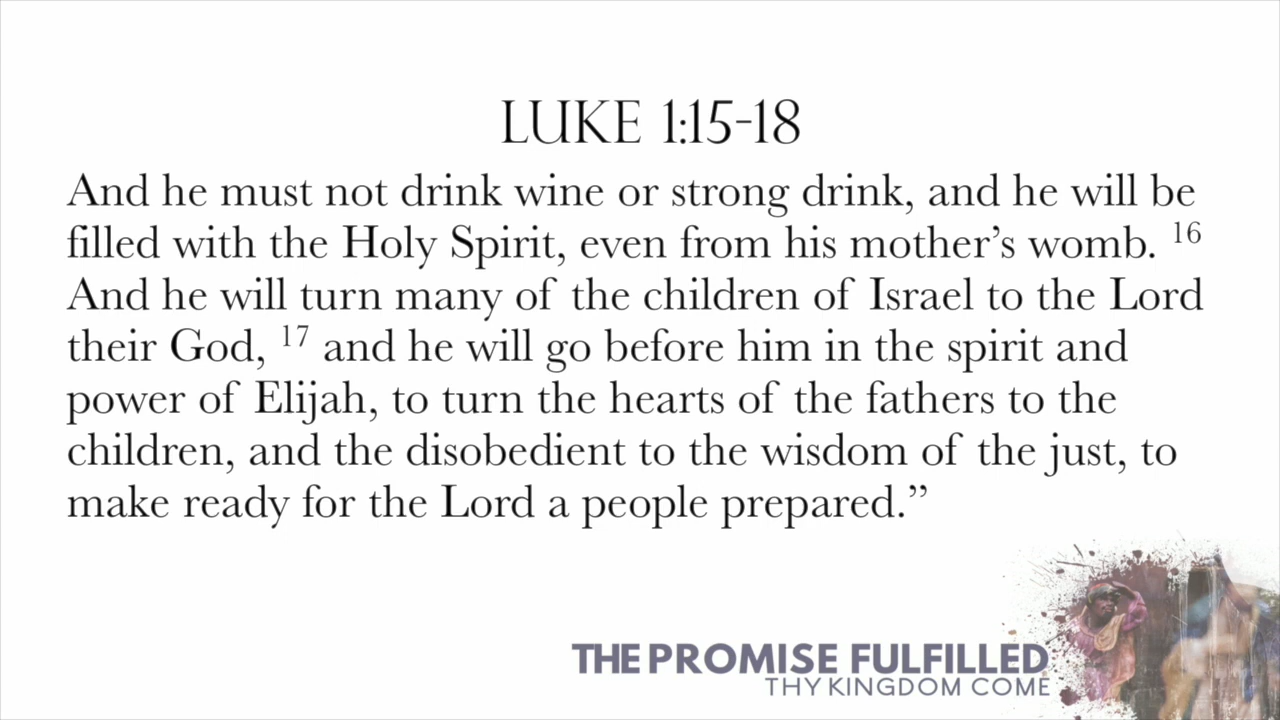 LUKE 1:15-18
And he must not drink wine or strong drink, and he will be
filled with the Holy Spirit, even from his mother’s womb. 16
And he will turn many of the children of Israel to the Lord
their God, 17 and he will go before him in the spirit and
power of Elijah, to turn the hearts of the fathers to the
children, and the disobedient to the wisdom of the just, to
make ready for the Lord a people prepared.”
THE PROMISE FULFILLED
THY KINGDOM COME